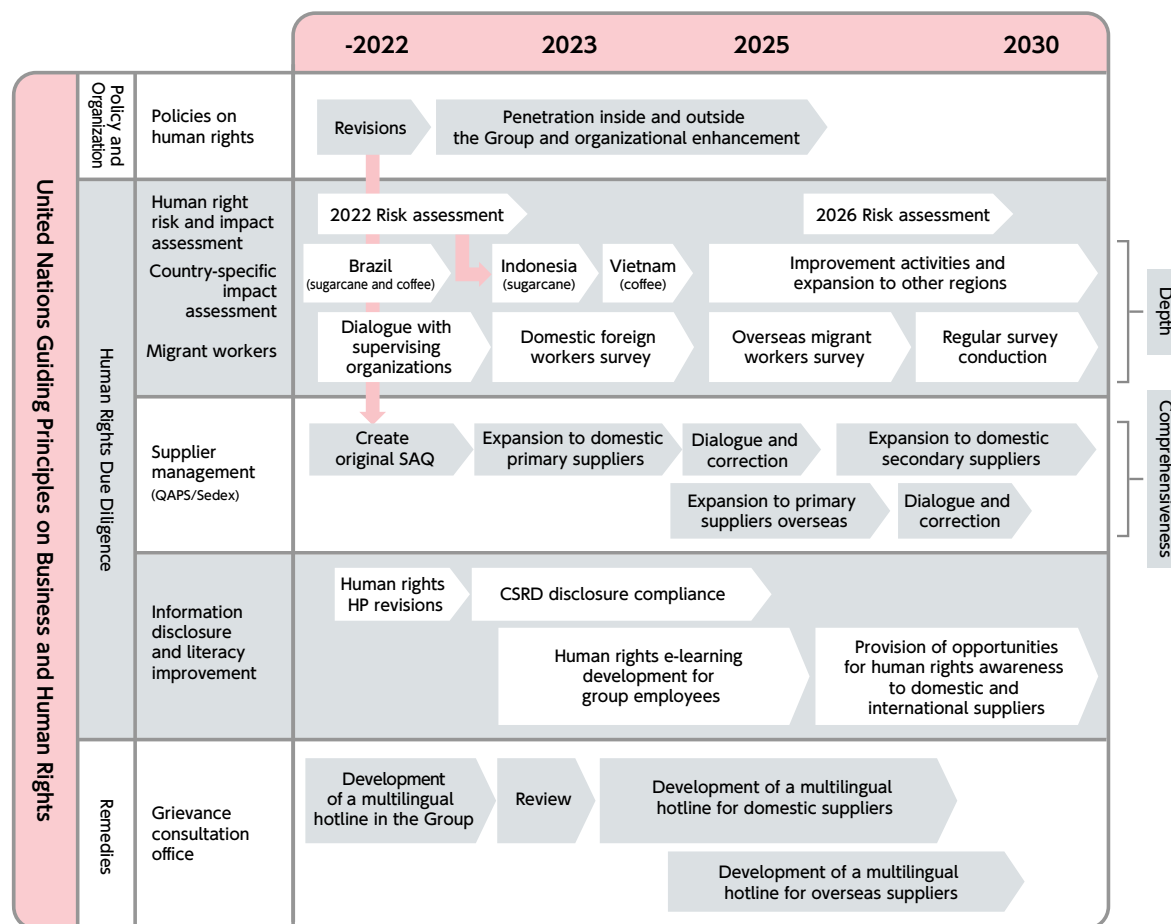 -2022
2023
2025
2030
United Nations Guiding Principles on Business and Human Rights
Policy and
Organization
Policies on
human rights
Revisions
Penetration inside and outside
the Group and organizational enhancement
Human Rights Due Diligence
Human right
risk and impact
assessment
2022 Risk assessment
2026 Risk assessment
Country-specific
impact
assessment
Brazil
(sugarcane and coffee)
Indonesia
(sugarcane)
Vietnam
(coffee)
Improvement activities and
expansion to other regions
Migrant workers
Dialogue with
supervising
organizations
Domestic foreign
workers survey
Overseas migrant
workers survey
Regular survey
conduction
Depth
Supplier
management
(QAPS/Sedex)
Create
original SAQ
Expansion to domestic
primary suppliers
Dialogue and
correction
Expansion to domestic
secondary suppliers
Expansion to primary
suppliers overseas
Dialogue and
correction
Comprehensiveness
Information
disclosure
and literacy
improvement
Human rights
HP revisions
CSRD disclosure compliance
Human rights e-learning
development for
group employees
Provision of opportunities
for human rights awareness
to domestic and
international suppliers
Remedies
Grievance
consultation
office
Development
of a multilingual
hotline in the Group
Review
Development of a multilingual
hotline for domestic suppliers
Development of a multilingual
hotline for overseas suppliers